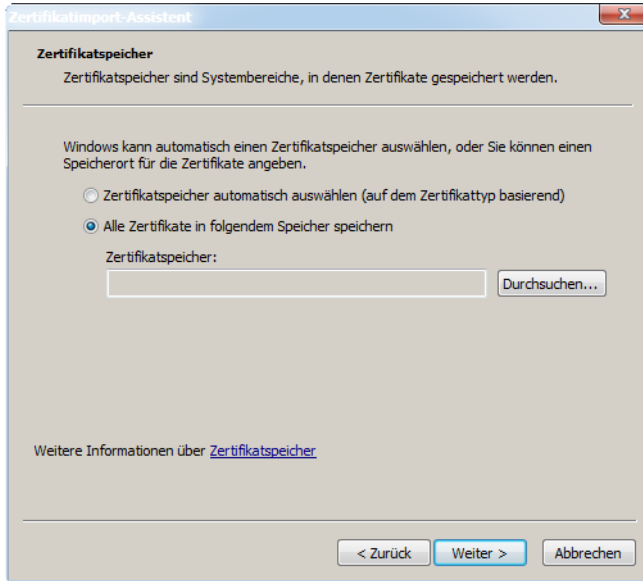 Zertifikatimport-Assistent
Zertifikatspeicher
Zertifikatspeicher sind Systembereiche, in denen Zertifikate gespeichert werden.
Windows kann automatisch einen Zertifikatspeicher auswählen, oder Sie können einen
Speicherort für die Zertifikate angeben.
Zertifikatspeicher automatisch auswählen (auf dem Zertifikattyp basierend)
Alle Zertifikate in folgendem Speicher speichern
Zertifikatspeicher:
Durchsuchen...
Weitere Informationen über Zertifikatspeicher
< Zurück Weiter > Abbrechen